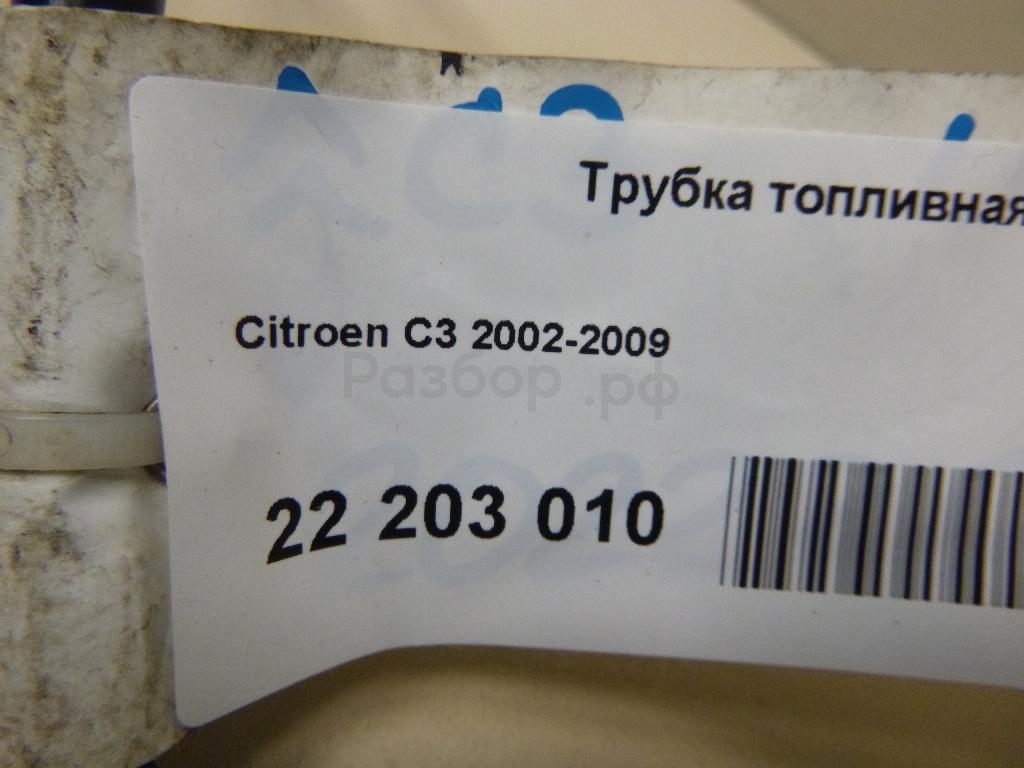 Трубка топливная
Citroen C3 2002-2009
Разбор.рф
22 203 010